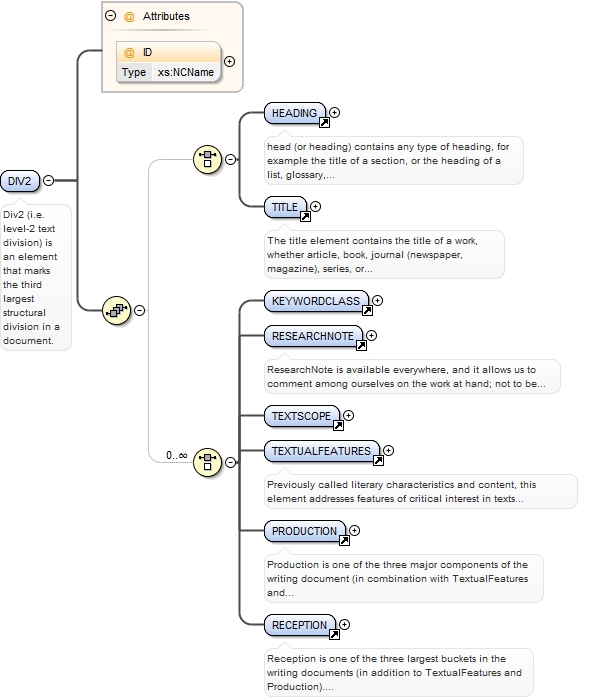 Attributes
ID
Type xs:NCName
DIV2
Div2 (i.e.
level-2 text
division) is
an element
that marks
the third
largest
structural
division in a
document.
HEADING
head (or heading) contains any type of heading, for
example the title of a section, or the heading of a
list, glossary,...
TITLE
The title element contains the title of a work,
whether article, book, journal (newspaper,
magazine), series, or...
0..∞
KEYWORDCLASS
RESEARCHNOTE
ResearchNote is available everywhere, and it allows us to
comment among ourselves on the work at hand; not to be...
TEXTSCOPE
TEXTUALFEATURES
Previously called literary characteristics and content, this
element addresses features of critical interest in texts...
PRODUCTION
Production is one of the three major components of the
writing document (in combination with TextualFeatures
and...
RECEPTION
Reception is one of the three largest buckets in the
writing documents (in addition to TextualFeatures and
Production)....